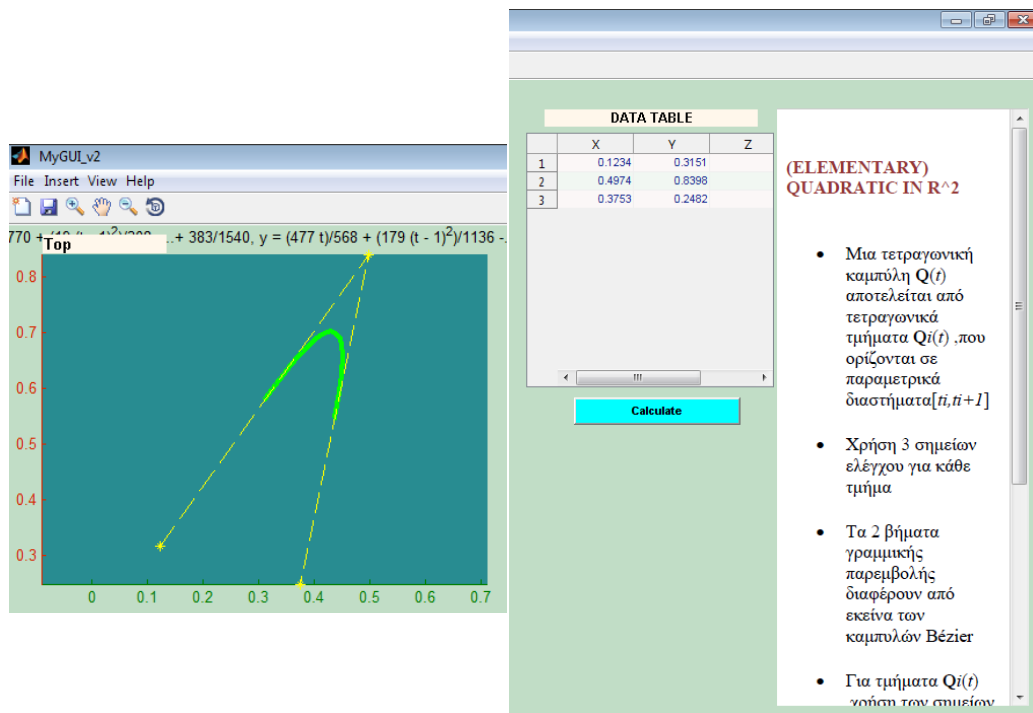 MyGUI_v2
File Insert View Help
..+ 383/1540, y = (477 t)/568 + (179 (t - 1)²)/1136 -.
Top
0.8
0.7
0.6
0.5
0.4
0.3
0 0.1 0.2 0.3 0.4 0.5 0.6 0.7
DATA TABLE
X Y Z
1 0.1234 0.3151
2 0.4974 0.8398
3 0.3753 0.2482
Calculate
(ELEMENTARY)
QUADRATIC IN R^2
• Μια τετραγωνική
καμπύλη Q(t)
αποτελείται από
τετραγωνικά
τμήματα Qi(t) ,που
ορίζονται σε
παραμετρικά
διαστήματα[ti,ti+1]
• Χρήση 3 σημείων
ελέγχου για κάθε
τμήμα
• Τα 2 βήματα
γραμμικής
παρεμβολής
διαφέρουν από
εκείνα των
καμπυλών Bézier
• Για τμήματα Qi(t)
χρήση των σημείων